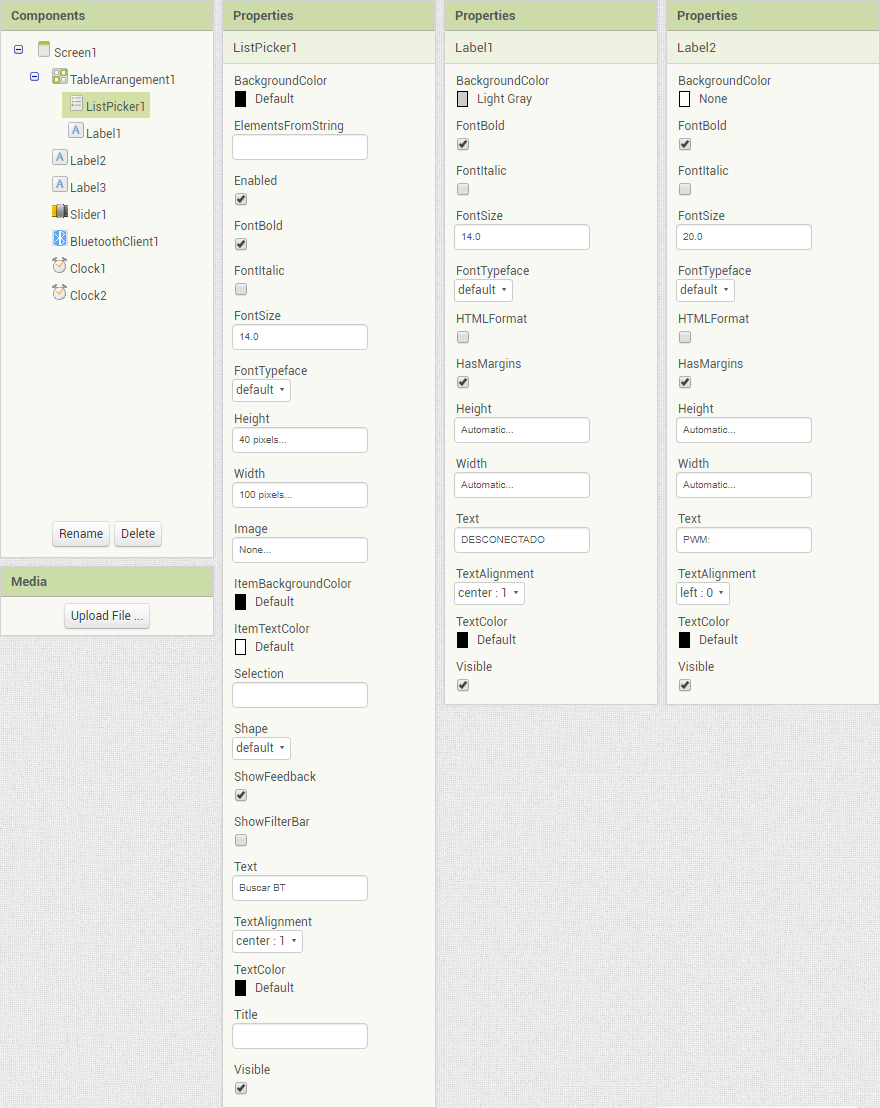 Components
Screen1
TableArrangement1
ListPicker1
Label1
Label2
Label3
Slider1
BluetoothClient1
Clock1
Clock2
Rename Delete
Media
Upload File ...
Properties
ListPicker1
BackgroundColor
Default
ElementsFromString
Enabled
FontBold
FontItalic
FontSize
14.0
FontTypeface
default
Height
40 pixels...
Width
100 pixels...
Image
None...
ItemBackgroundColor
Default
ItemTextColor
Default
Selection
Shape
default
ShowFeedback
ShowFilterBar
Text
Buscar BT
TextAlignment
center : 1
TextColor
Default
Title
Visible
Properties
Label1
BackgroundColor
Light Gray
FontBold
FontItalic
FontSize
14.0
FontTypeface
default
HTMLFormat
HasMargins
Height
Automatic...
Width
Automatic...
Text
DESCONECTADO
TextAlignment
center : 1
TextColor
Default
Visible
Properties
Label2
BackgroundColor
None
FontBold
FontItalic
FontSize
20.0
FontTypeface
default
HTMLFormat
HasMargins
Height
Automatic...
Width
Automatic...
Text
PWM:
TextAlignment
left : 0
TextColor
Default
Visible